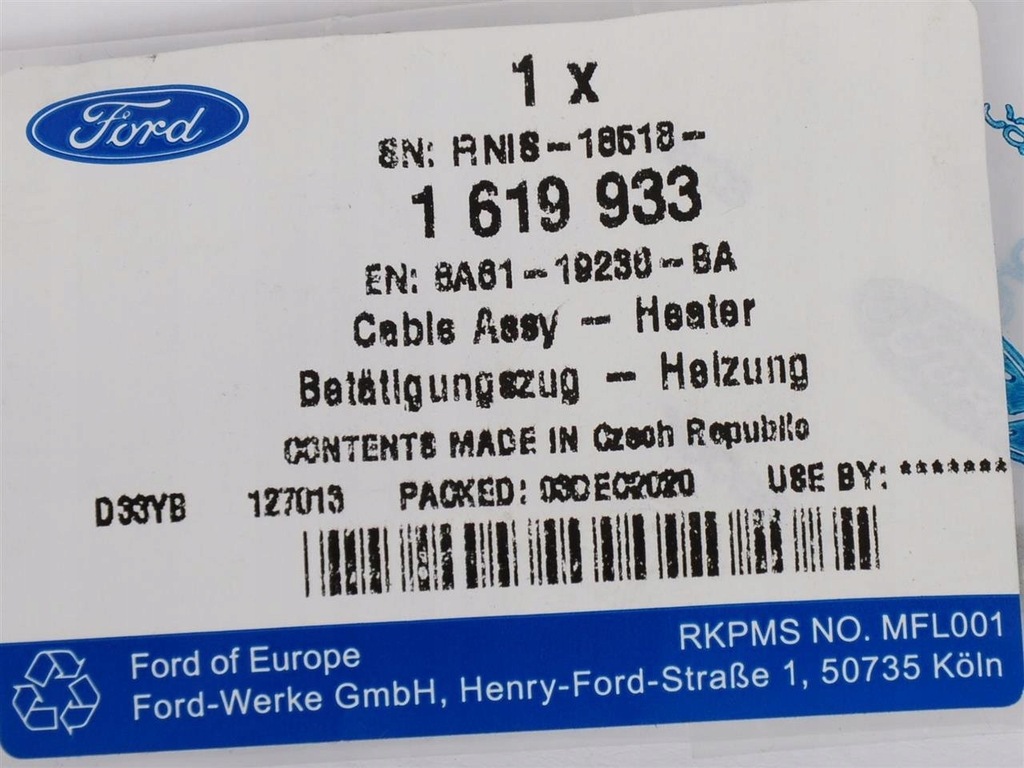 Ford
1 x
SN: RNIS-18518-
1 619 933
EN: 8A61-19230-BA
Cable Assy - Heater
Betätigungszug - Heizung
CONTENTS MADE IN Czech Republic
D33YB 127013 PACKED: 03DEC2020 USE BY: *******
RKPMS NO. MFL001
Ford of Europe
Ford-Werke GmbH, Henry-Ford-Straße 1, 50735 Köln